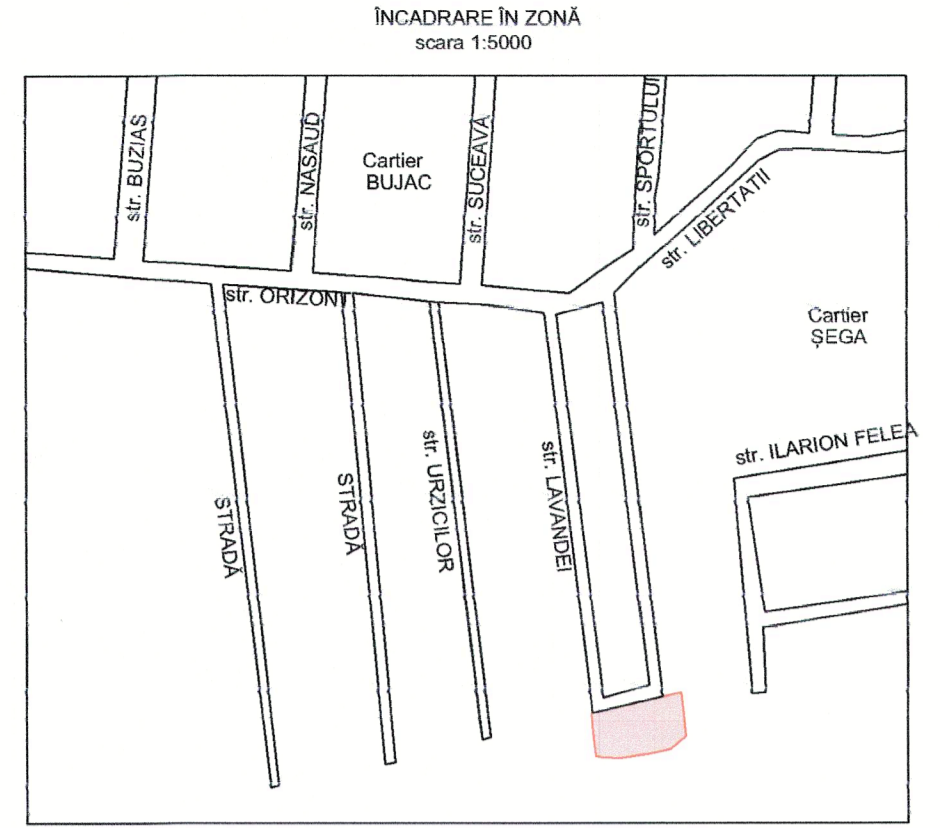 ÎNCADRARE ÎN ZONĂ
scara 1:5000
str. BUZIAS
str. NASAUD
Cartier
BUJAC
str. SUCEAVA
str. SPORTULUI
str. LIBERTATII
str. ORIZONT
Cartier
ȘEGA
str. ILARION FELEA
STRADĂ
STRADĂ
str. URZICILOR
str. LAVANDEI